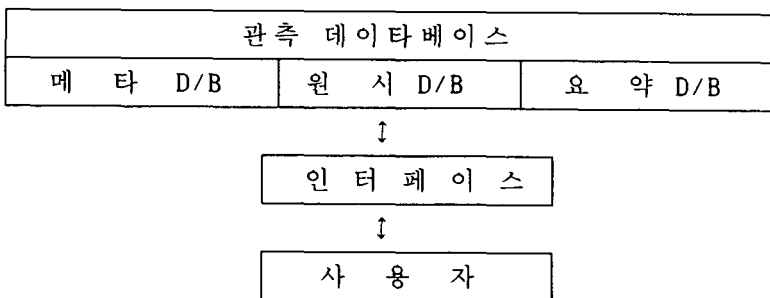 관측 데이타베이스
메 타 D/B 원 시 D/B 요 약 D/B
↕
인 터 페 이 스
↕
사 용 자